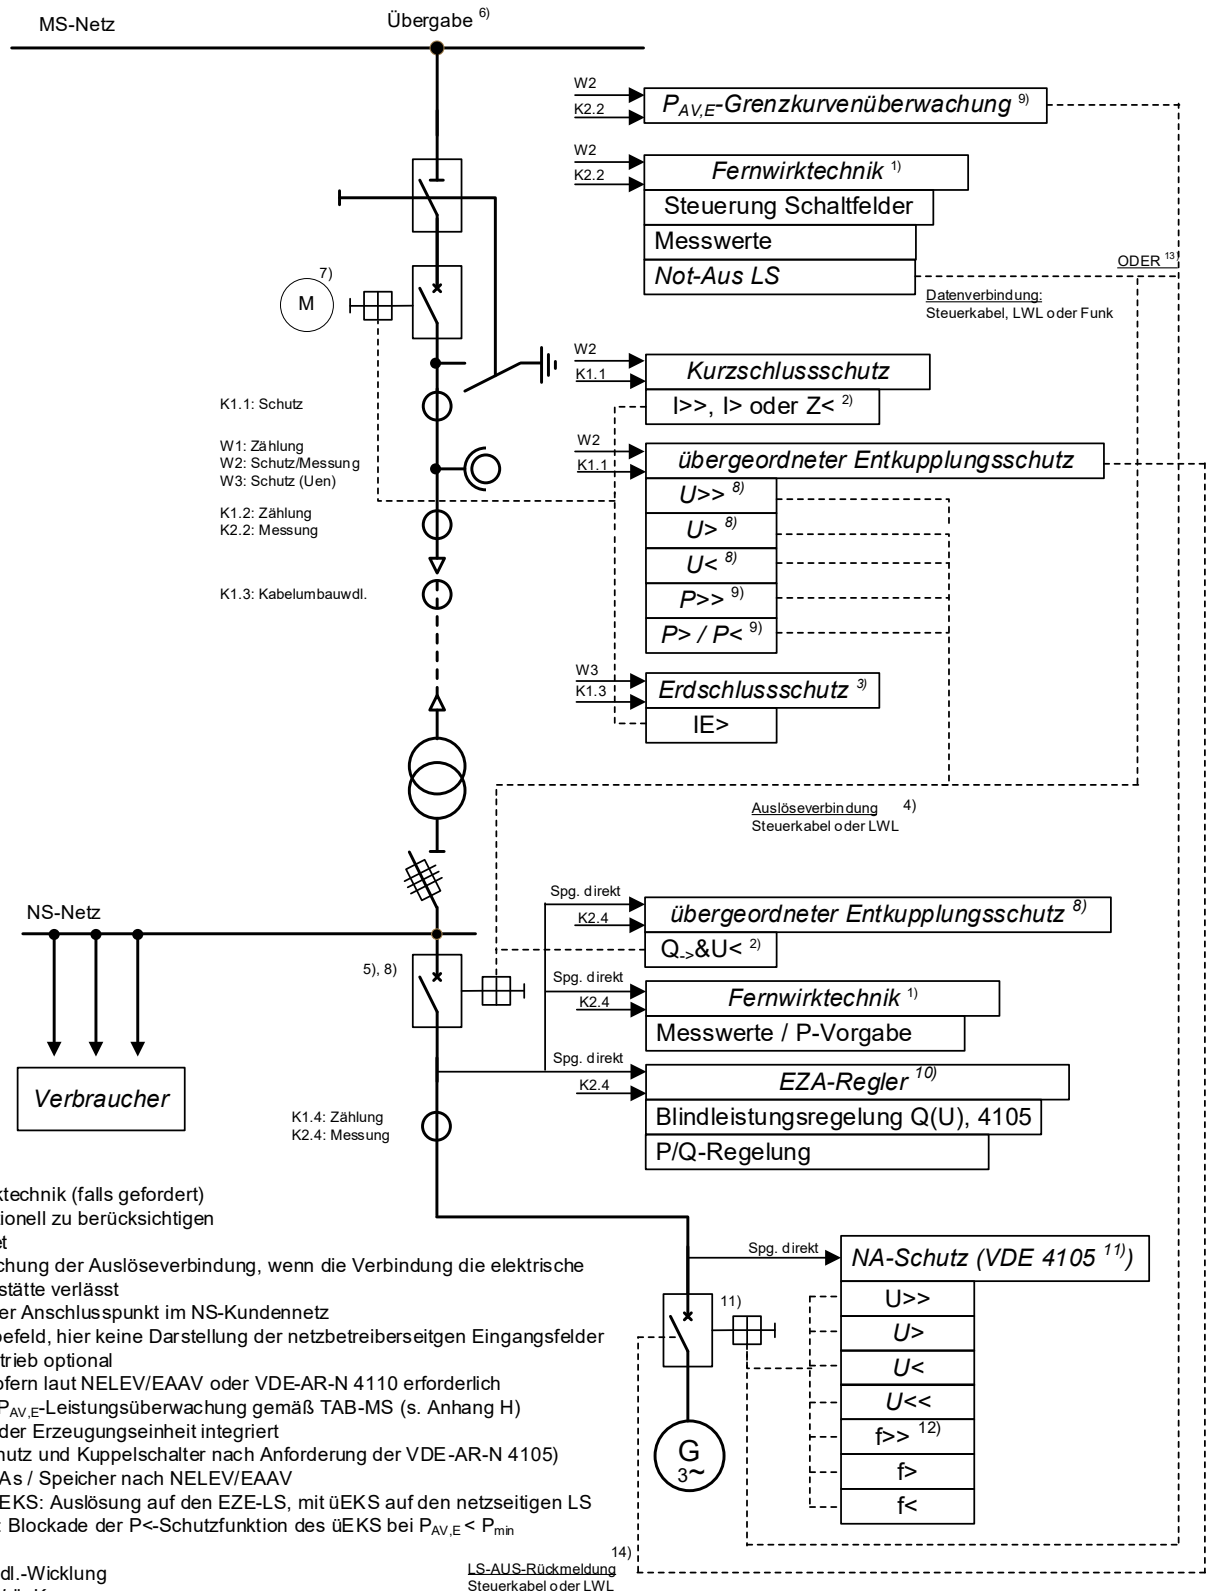 MS-Netz
Übergabe 6)
W2
K2.2
PAV,E-Grenzkurvenüberwachung 9)
W2
K2.2
Fernwirktechnik 1)
Steuerung Schaltfelder
Messwerte
Not-Aus LS
ODER 13
Datenverbindung:
Steuerkabel, LWL oder Funk
7)
M
W2
K1.1
Kurzschlussschutz
I>>, I> oder Z< 2)
K1.1: Schutz
W1: Zählung
W2: Schutz/Messung
W3: Schutz (Uen)
K1.2: Zählung
K2.2: Messung
K1.3: Kabelumbauwdl.
W2
K1.1
übergeordneter Entkupplungsschutz
U>> 8)
U> 8)
U< 8)
P>> 9)
P> / P< 9)
W3
K1.3
Erdschlussschutz 3)
IE>
Auslöseverbindung 4)
Steuerkabel oder LWL
NS-Netz
5), 8)
Verbraucher
Spg. direkt
K2.4
übergeordneter Entkupplungsschutz 8)
Q->&U< 2)
Spg. direkt
K2.4
Fernwirktechnik 1)
Messwerte / P-Vorgabe
Spg. direkt
K2.4
EZA-Regler 10)
Blindleistungsregelung Q(U), 4105
P/Q-Regelung
K1.4: Zählung
K2.4: Messung
Spg. direkt
NA-Schutz (VDE 4105 11))
U>>
U>
U<
U<<
f>> 12)
f>
f<
11)
G
3~
ktechnik (falls gefordert)
tionell zu berücksichtigen
et
chung der Auslöseverbindung, wenn die Verbindung die elektrische
stätte verlässt
er Anschlusspunkt im NS-Kundennetz
befeld, hier keine Darstellung der netzbetreiberseitgen Eingangsfelder
trieb optional
ofern laut NELEV/EAAV oder VDE-AR-N 4110 erforderlich
PAV,E-Leistungsüberwachung gemäß TAB-MS (s. Anhang H)
der Erzeugungseinheit integriert
hutz und Kuppelschalter nach Anforderung der VDE-AR-N 4105)
As / Speicher nach NELEV/EAAV
EKS: Auslösung auf den EZE-LS, mit üEKS auf den netzseitigen LS
: Blockade der P<-Schutzfunktion des üEKS bei PAV,E < Pmin
dl.-Wicklung
14)
LS-AUS-Rückmeldung
Steuerkabel oder LWL